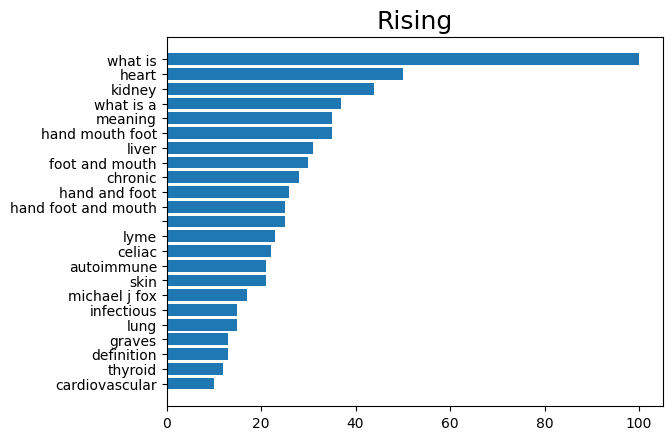 Rising
what is
heart
kidney
what is a
meaning
hand mouth foot
liver
foot and mouth
chronic
hand and foot
hand foot and mouth
lyme
celiac
autoimmune
skin
michael j fox
infectious
lung
graves
definition
thyroid
cardiovascular
0 20 40 60 80 100